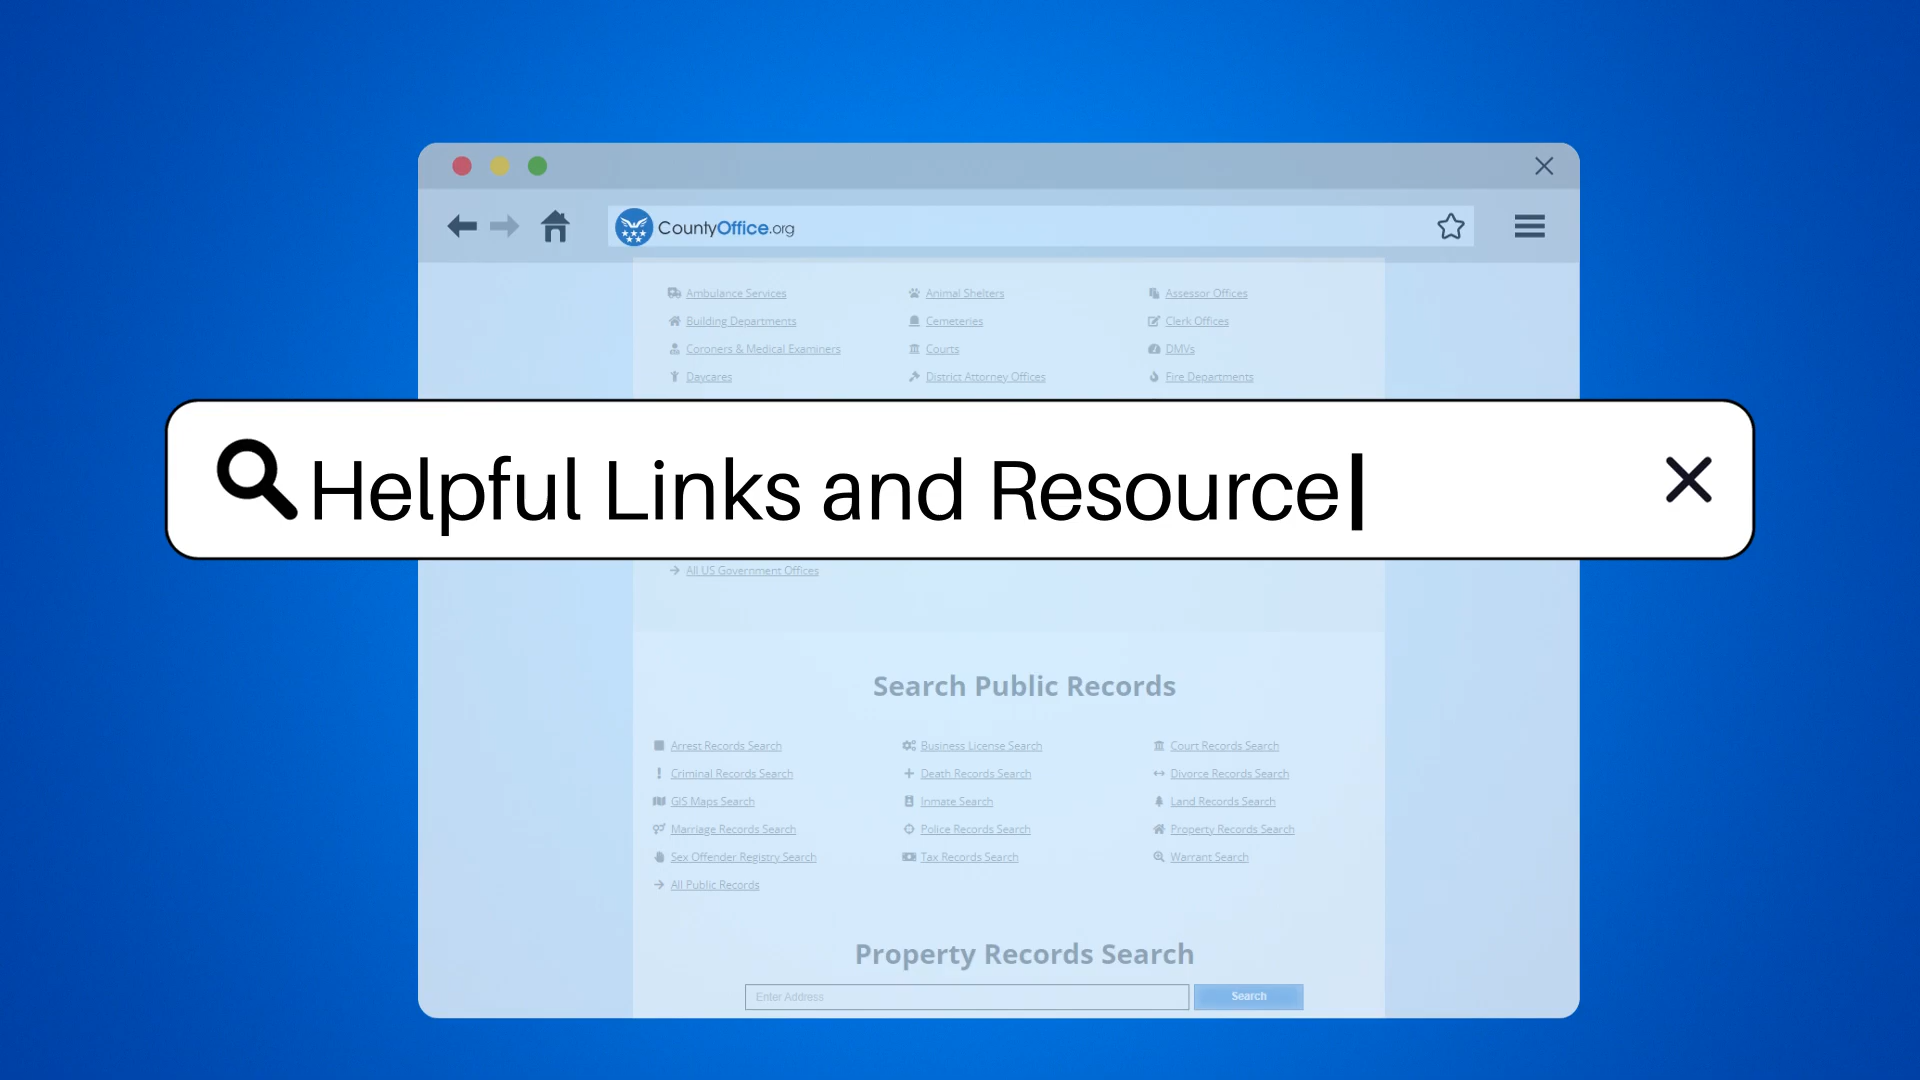 CountyOffice.org
Ambulance Services Animal Shelters Assessor Offices
Building Departments Cemeteries Clerk Offices
Coroners & Medical Examiners Courts DMVs
Daycares District Attorney Offices Fire Departments
Helpful Links and Resource
All US Government Offices
Search Public Records
Arrest Records Search Business License Search Court Records Search
Criminal Records Search Death Records Search Divorce Records Search
GIS Maps Search Inmate Search Land Records Search
Marriage Records Search Police Records Search Property Records Search
Sex Offender Registry Search Tax Records Search Warrant Search
All Public Records
Property Records Search
Enter Address Search